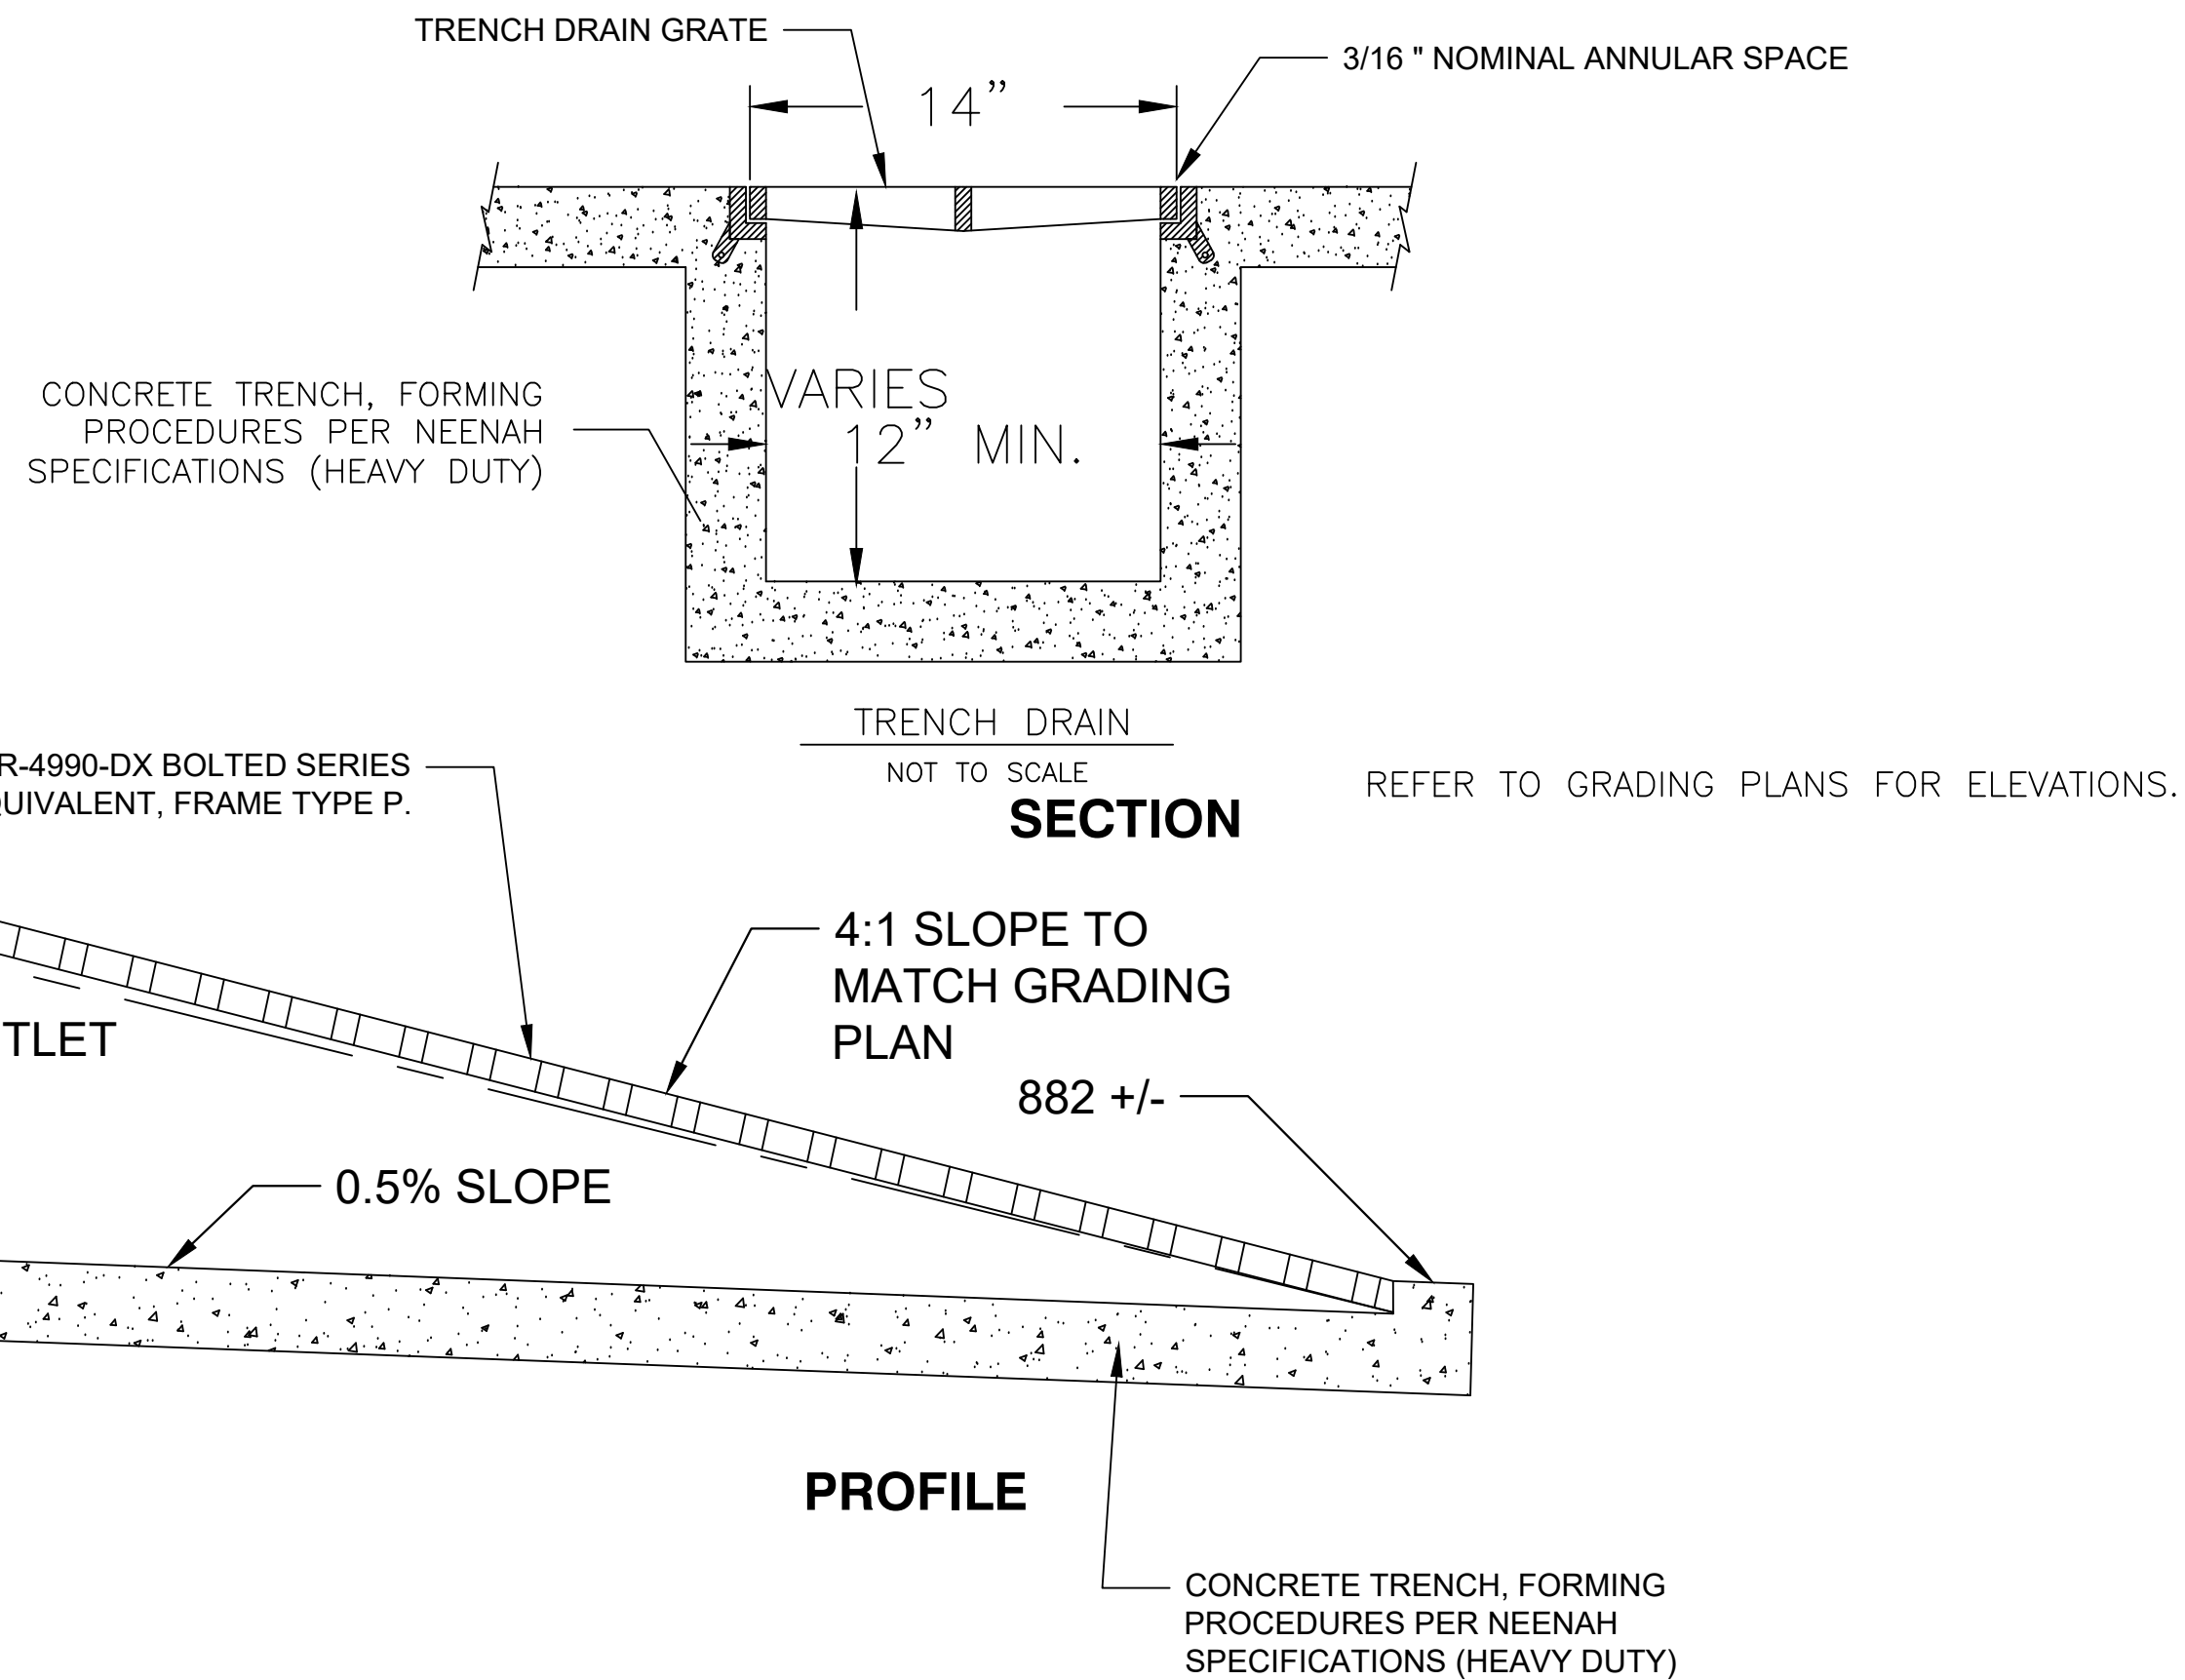 TRENCH DRAIN GRATE
3/16 " NOMINAL ANNULAR SPACE
14”
CONCRETE TRENCH, FORMING
PROCEDURES PER NEENAH
SPECIFICATIONS (HEAVY DUTY)
VARIES
12” MIN.
TRENCH DRAIN
NOT TO SCALE
SECTION
REFER TO GRADING PLANS FOR ELEVATIONS.
R-4990-DX BOLTED SERIES
QUIVALENT, FRAME TYPE P.
4:1 SLOPE TO
MATCH GRADING
PLAN
TLET
882 +/-
0.5% SLOPE
PROFILE
CONCRETE TRENCH, FORMING
PROCEDURES PER NEENAH
SPECIFICATIONS (HEAVY DUTY)